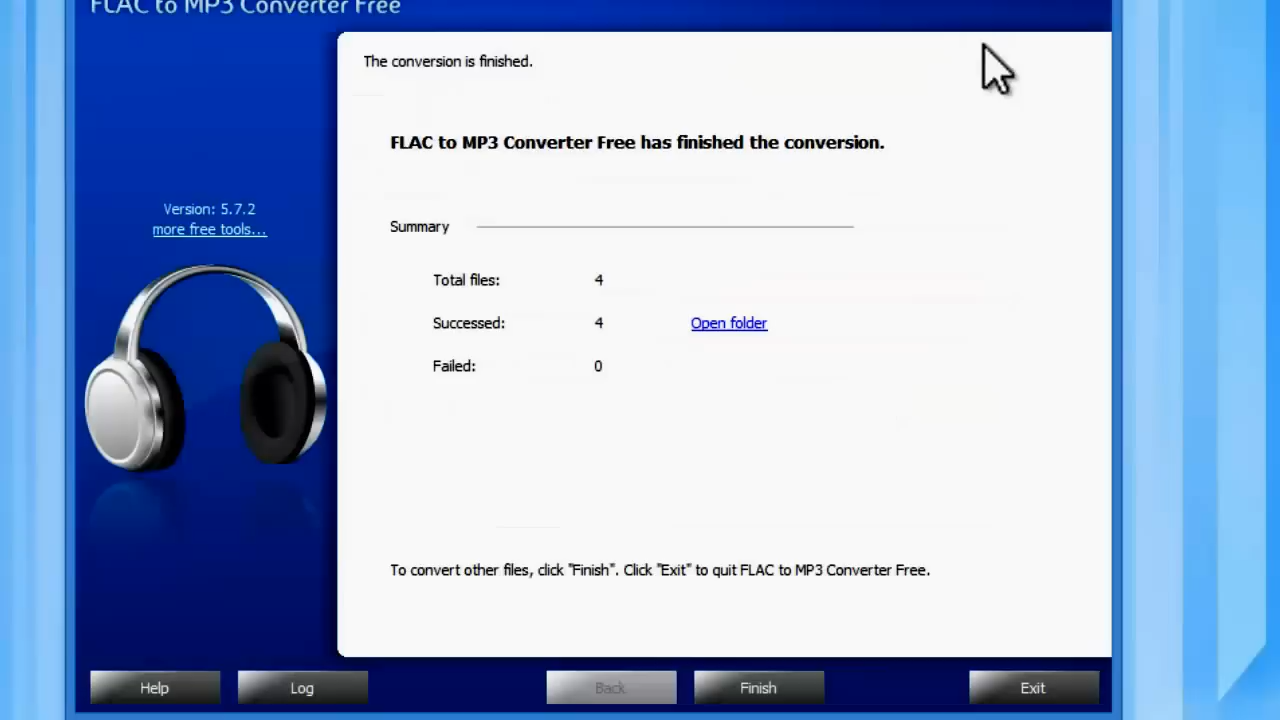 FLAC to MP3 Converter Free
The conversion is finished.
FLAC to MP3 Converter Free has finished the conversion.
Version: 5.7.2
more free tools...
Summary
Total files: 4
Successed: 4 Open folder
Failed: 0
To convert other files, click "Finish". Click "Exit" to quit FLAC to MP3 Converter Free.
Help Log Back Finish Exit